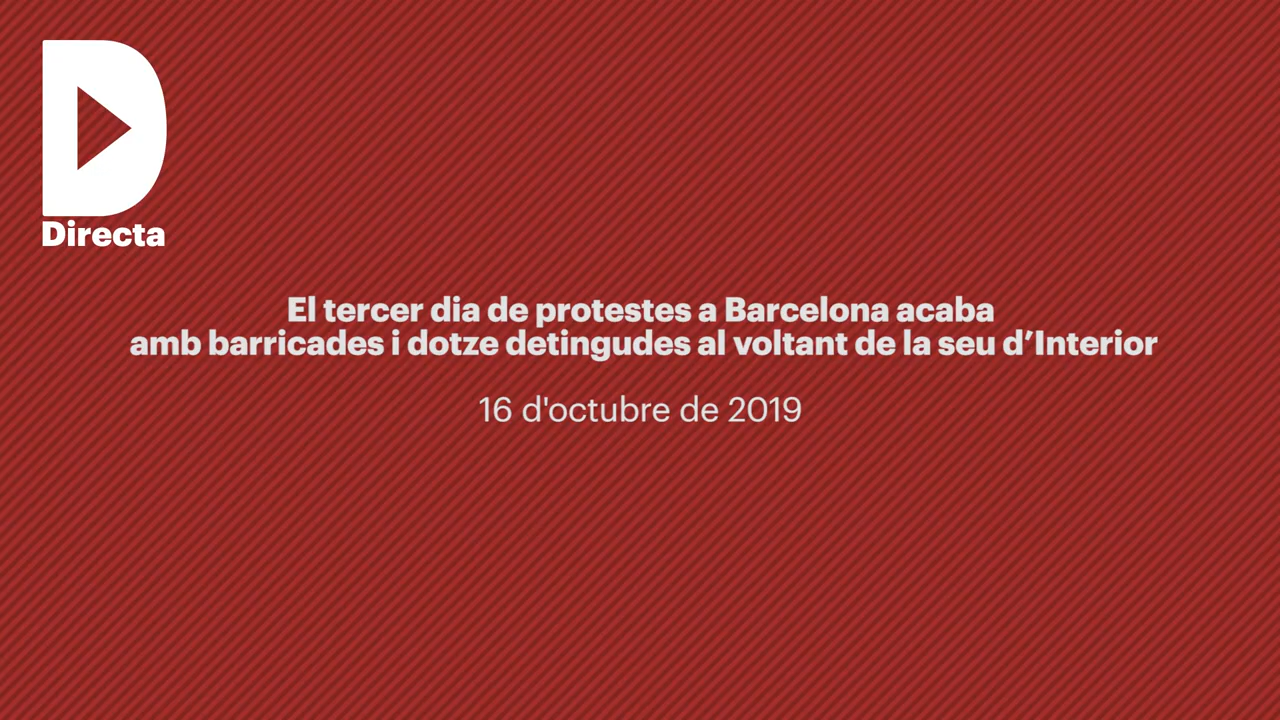 Directa
El tercer dia de protestes a Barcelona acaba
amb barricades i dotze detingudes al voltant de la seu d’Interior
16 d'octubre de 2019